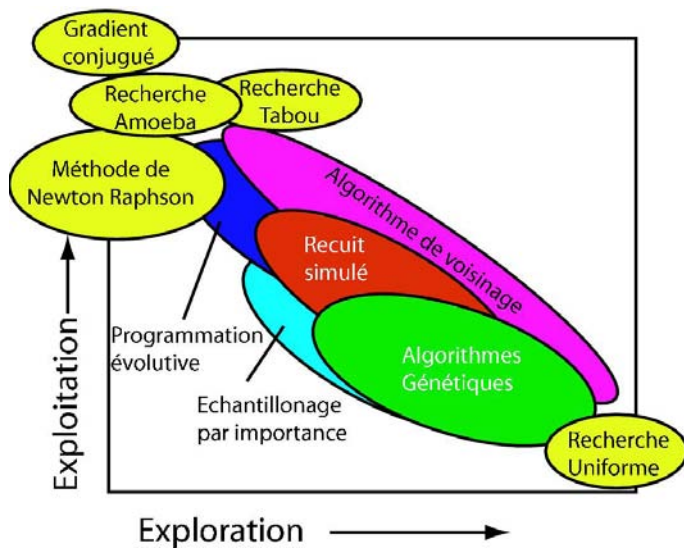 Gradient
conjugué
Recherche
Amoeba
Recherche
Tabou
Méthode de
Newton Raphson
Algorithme de voisinage
Recuit
simulé
Programmation
évolutive
Algorithmes
Génétiques
Echantillonage
par importance
Recherche
Uniforme
Exploitation
Exploration